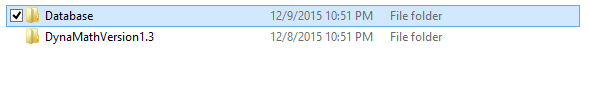 Database 12/9/2015 10:51 PM File folder
DynaMathVersion1.3 12/8/2015 10:51 PM File folder